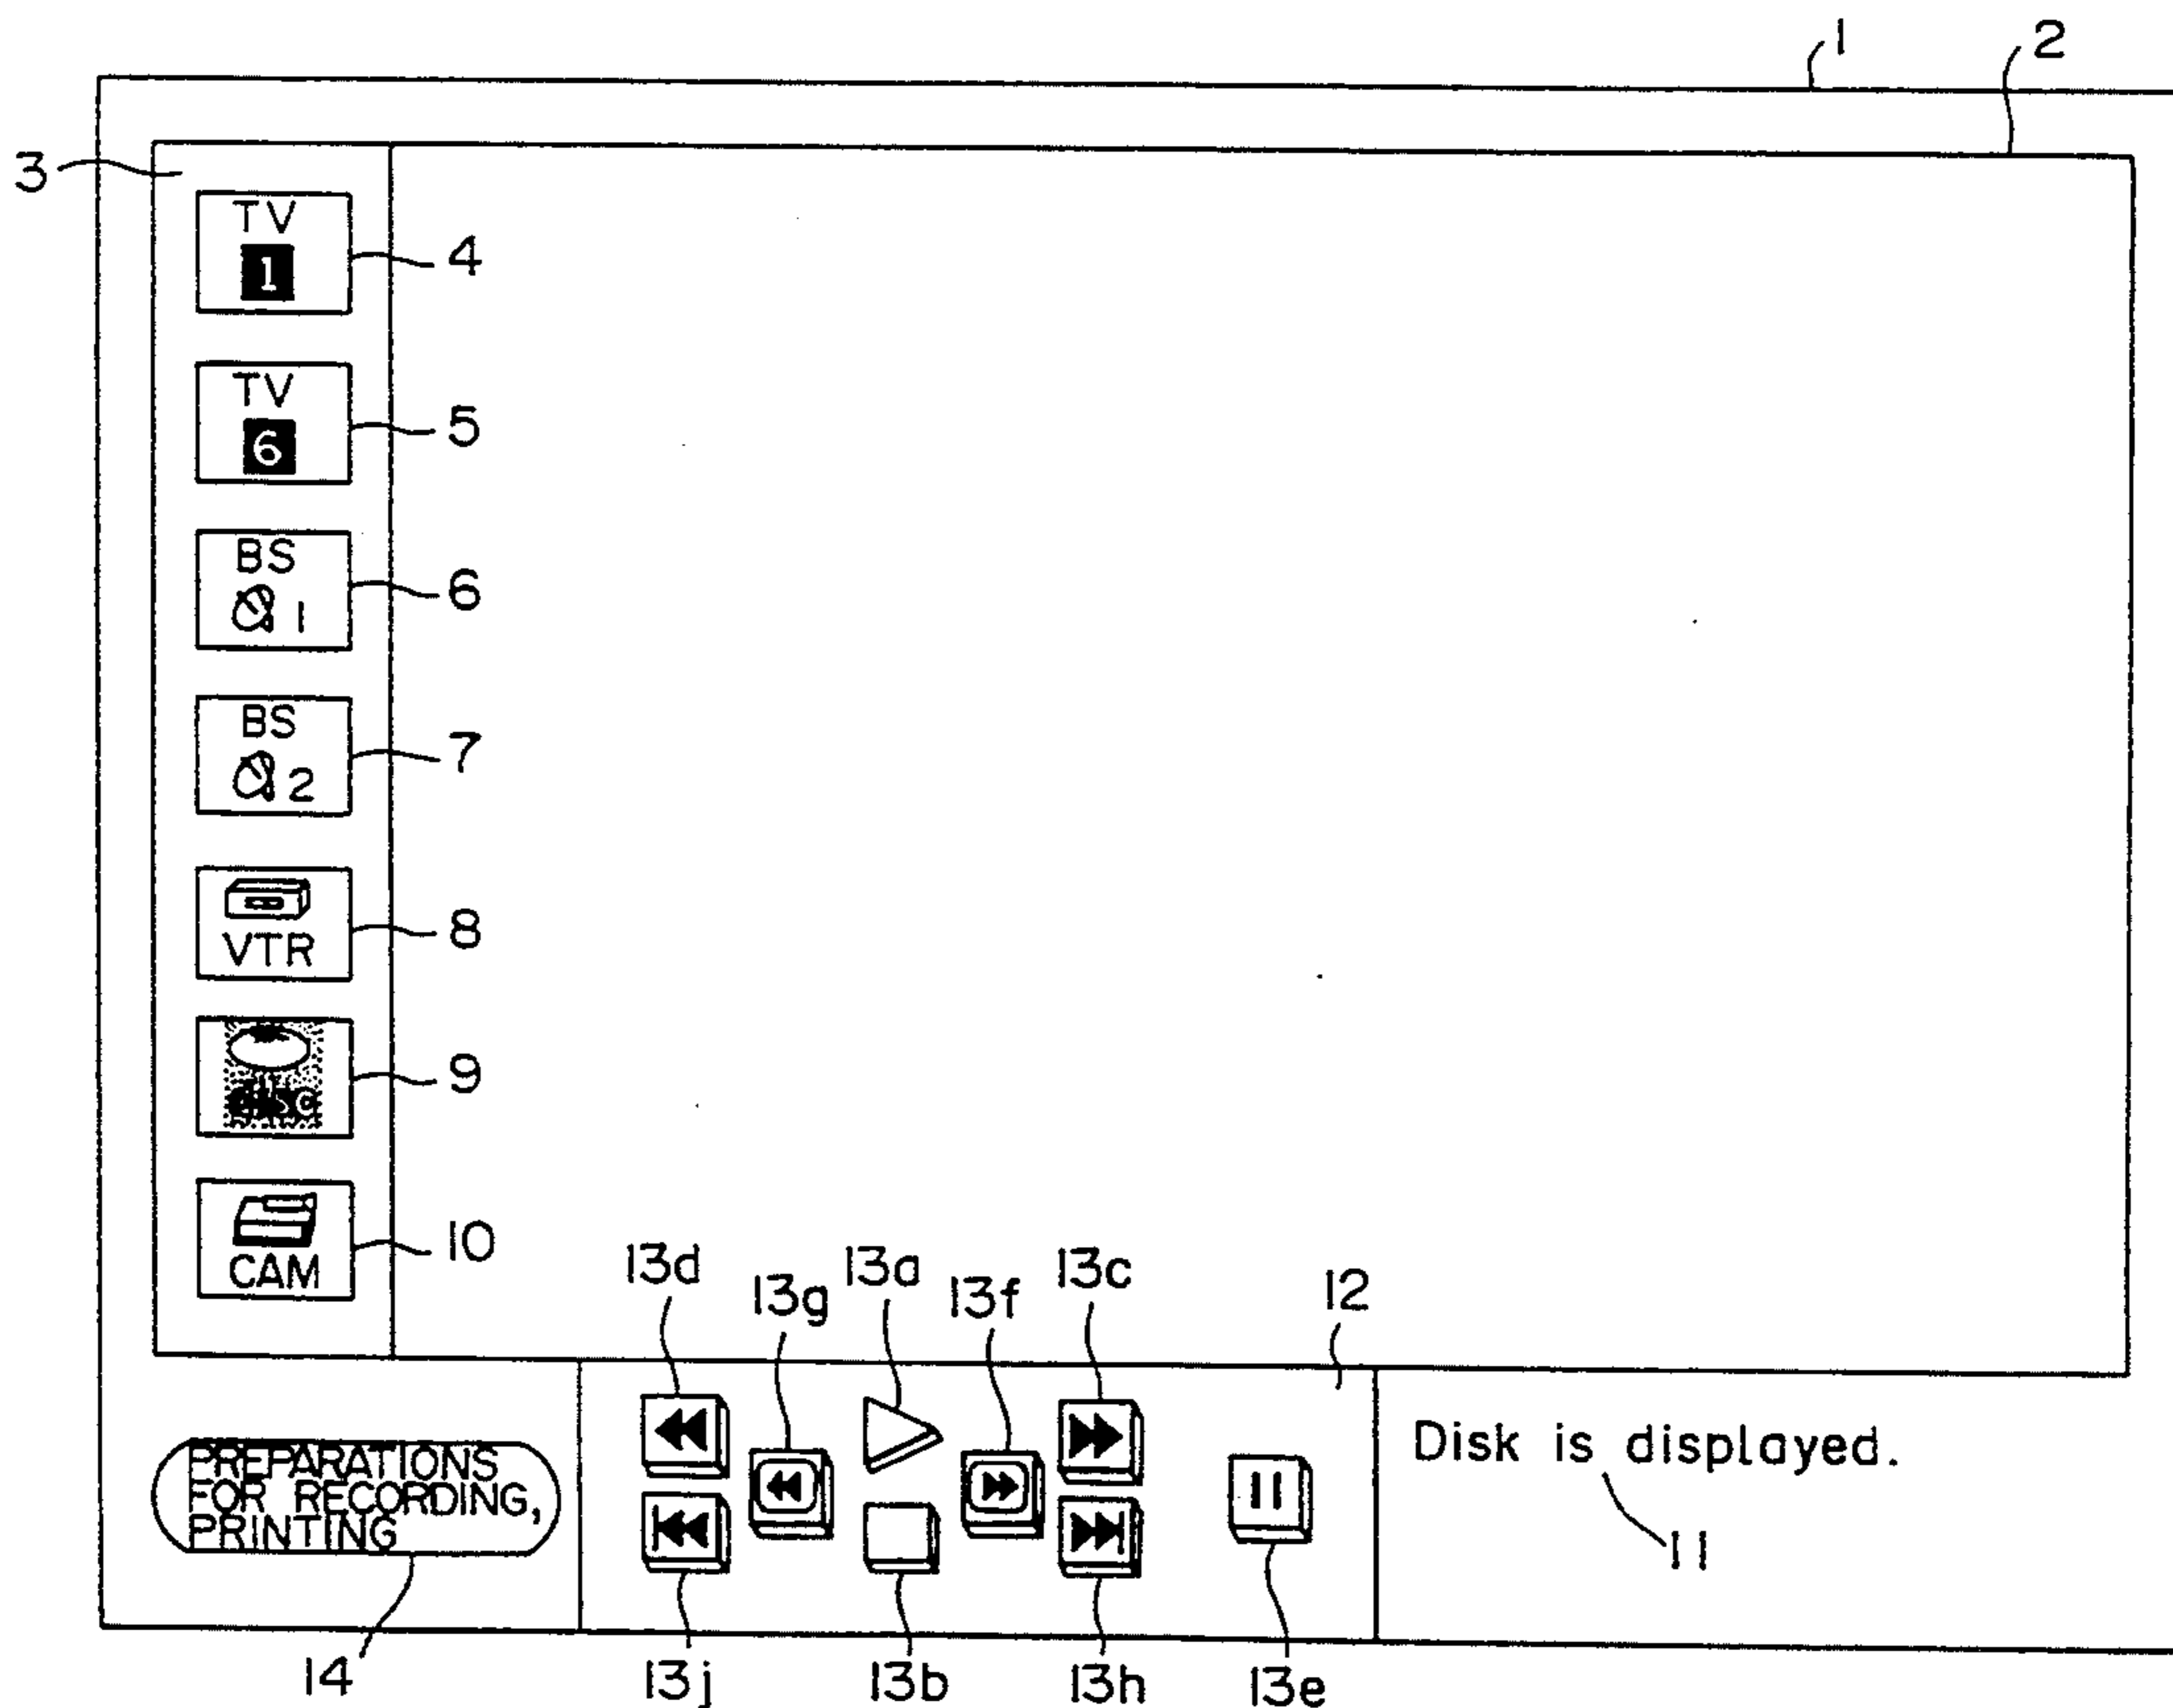 1
2
3
TV
1
4
TV
6
5
BS
1
6
BS
2
7
VTR
8
9
CAM
10
13d
13g
13a
13f
13c
12
PREPARATIONS
FOR RECORDING,
PRINTING
Disk is displayed.
11
14
13j
13b
13h
13e